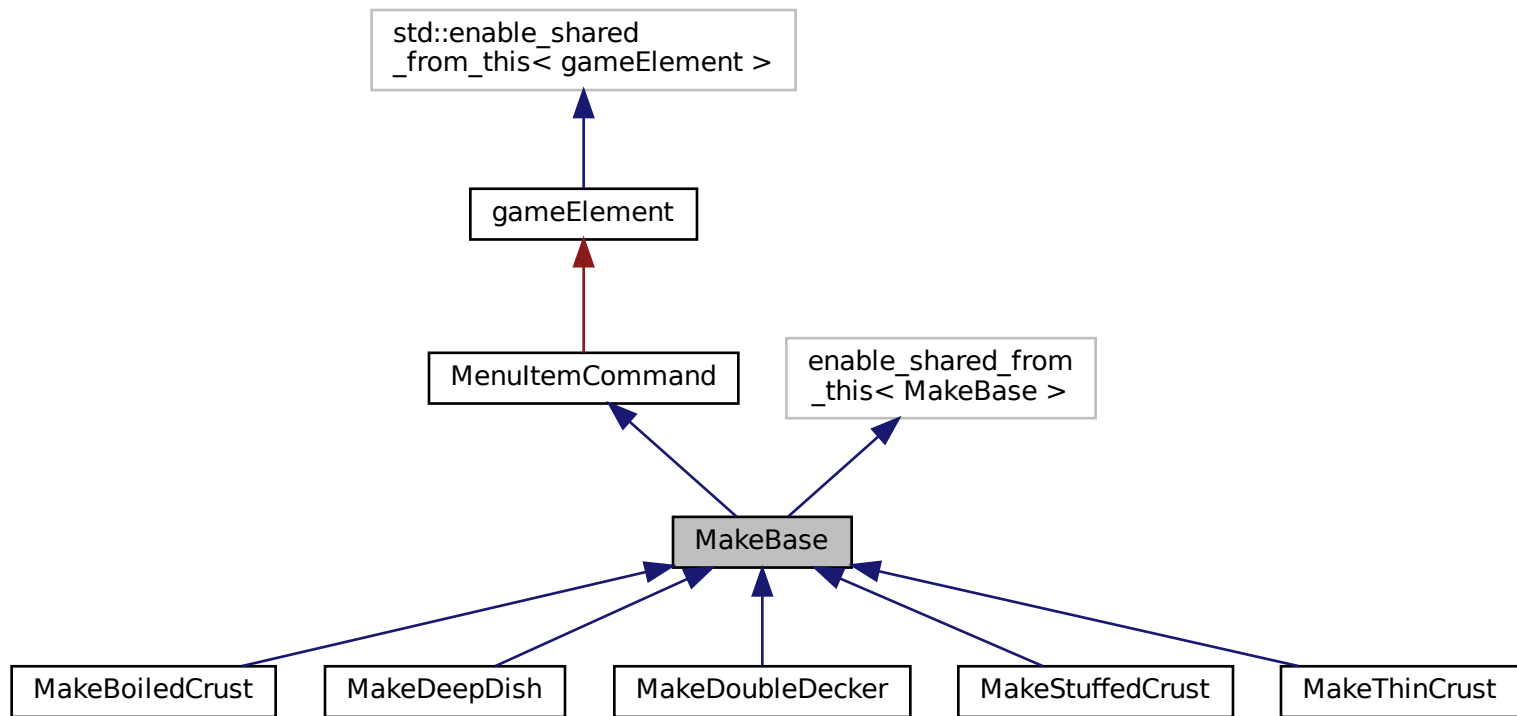 std::enable_shared
_from_this< gameElement >
gameElement
MenuItemCommand
enable_shared_from
_this< MakeBase >
MakeBase
MakeBoiledCrust
MakeDeepDish
MakeDoubleDecker
MakeStuffedCrust
MakeThinCrust